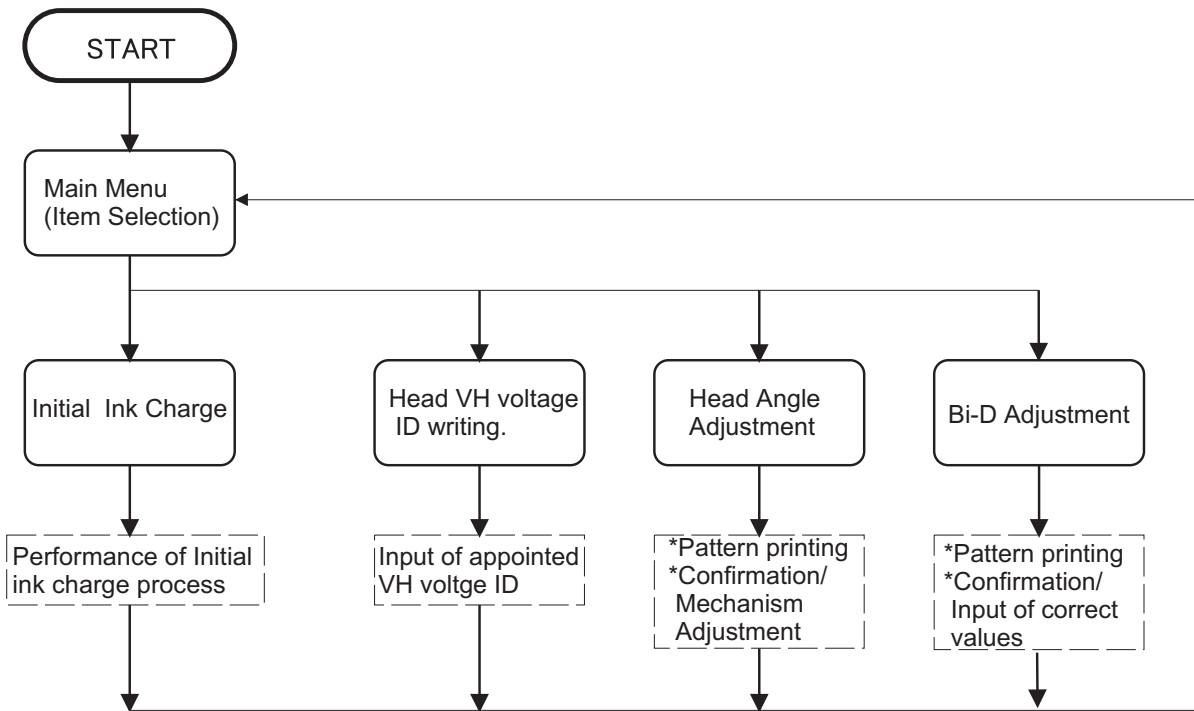 START
Main Menu
(Item Selection)
Initial Ink Charge
Head VH voltage
ID writing.
Head Angle
Adjustment
Bi-D Adjustment
Performance of Initial
ink charge process
Input of appointed
VH voltge ID
*Pattern printing
*Confirmation/
Mechanism
Adjustment
*Pattern printing
*Confirmation/
Input of correct
values